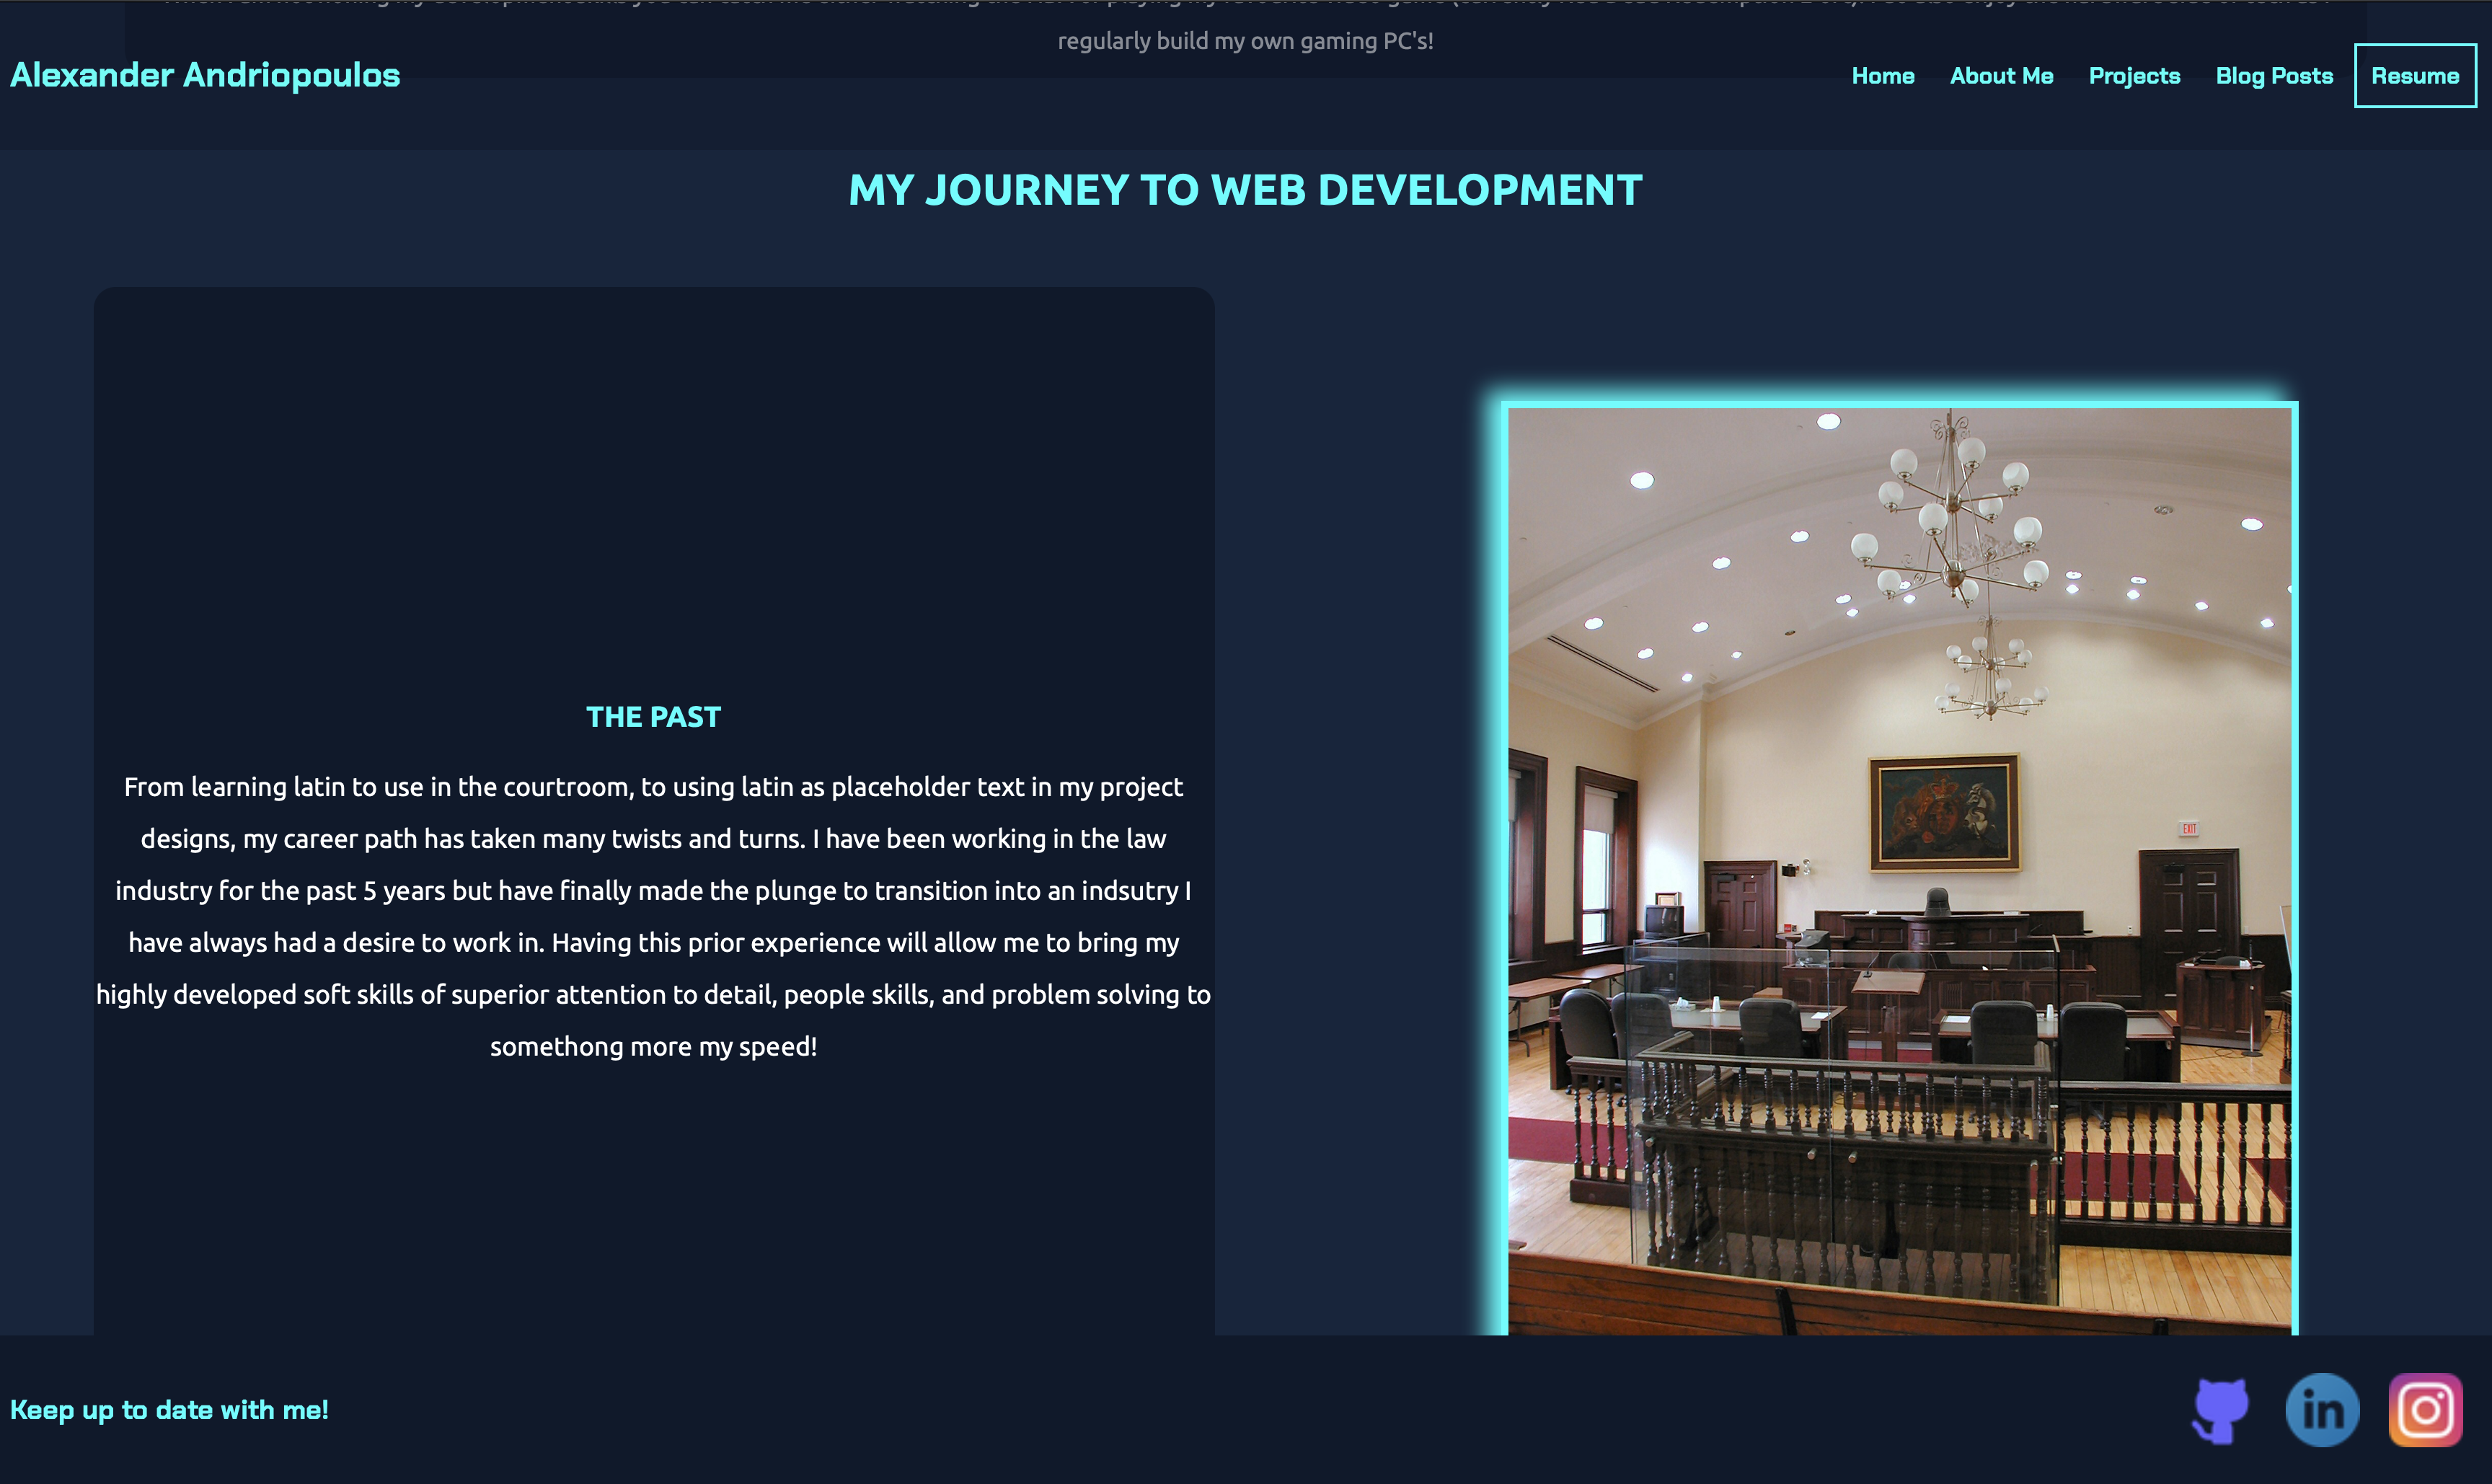 regularly build my own gaming PC's!
Alexander Andriopoulos
Home About Me Projects Blog Posts Resume
MY JOURNEY TO WEB DEVELOPMENT
THE PAST
From learning latin to use in the courtroom, to using latin as placeholder text in my project
designs, my career path has taken many twists and turns. I have been working in the law
industry for the past 5 years but have finally made the plunge to transition into an indsutry I
have always had a desire to work in. Having this prior experience will allow me to bring my
highly developed soft skills of superior attention to detail, people skills, and problem solving to
somethong more my speed!
EXIT
Keep up to date with me!
in